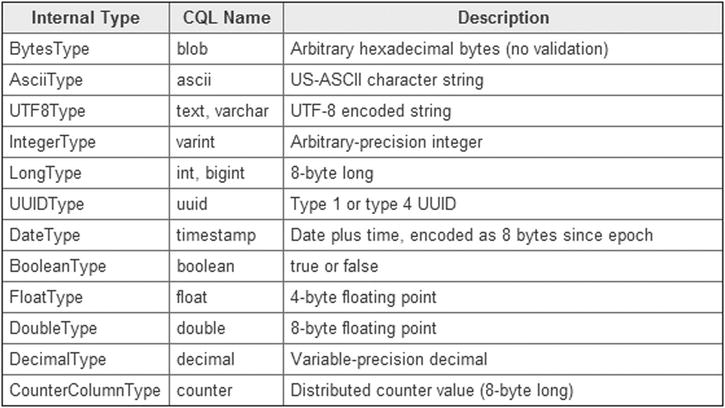 Internal Type CQL Name Description
BytesType blob Arbitrary hexadecimal bytes (no validation)
AsciiType ascii US-ASCII character string
UTF8Type text, varchar UTF-8 encoded string
IntegerType varint Arbitrary-precision integer
LongType int, bigint 8-byte long
UUIDType uuid Type 1 or type 4 UUID
DateType timestamp Date plus time, encoded as 8 bytes since epoch
BooleanType boolean true or false
FloatType float 4-byte floating point
DoubleType double 8-byte floating point
DecimalType decimal Variable-precision decimal
CounterColumnType counter Distributed counter value (8-byte long)